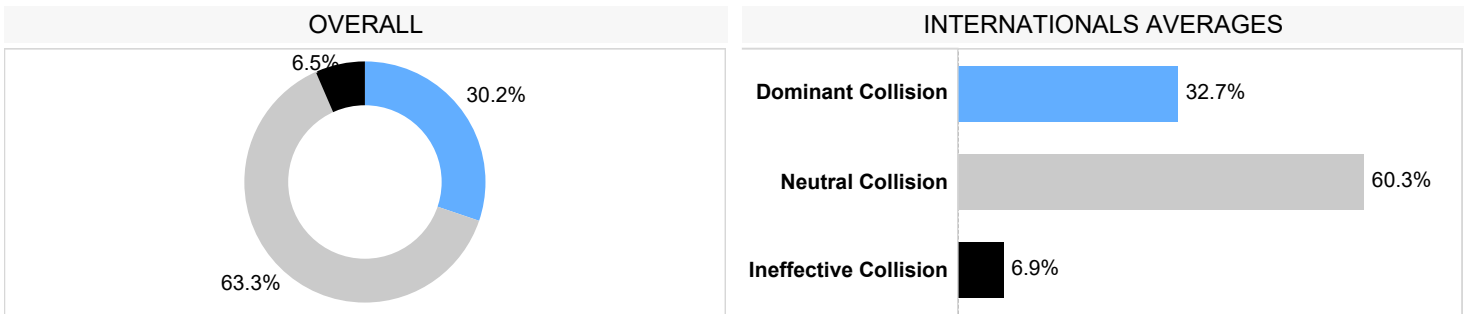 OVERALL
6.5%
30.2%
63.3%
INTERNATIONALS AVERAGES
Dominant Collision 32.7%
Neutral Collision 60.3%
Ineffective Collision 6.9%